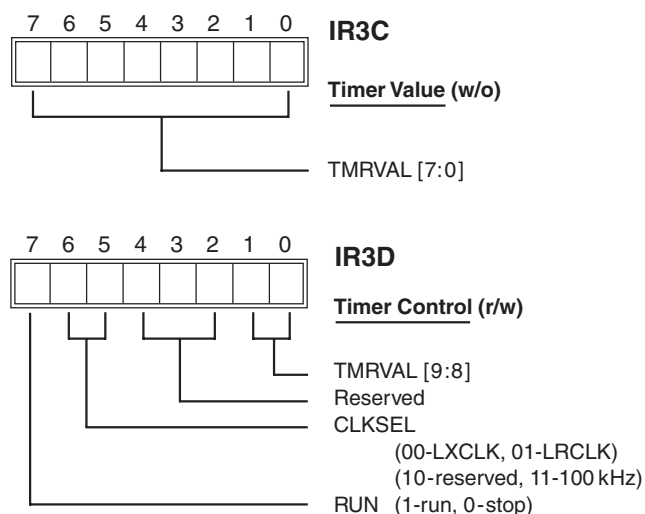 7 6 5 4 3 2 1 0
IR3C
Timer Value (w/o)
TMRVAL [7:0]
7 6 5 4 3 2 1 0
IR3D
Timer Control (r/w)
TMRVAL [9:8]
Reserved
CLKSEL
(00-LXCLK, 01-LRCLK)
(10-reserved, 11-100 kHz)
RUN (1-run, 0-stop)